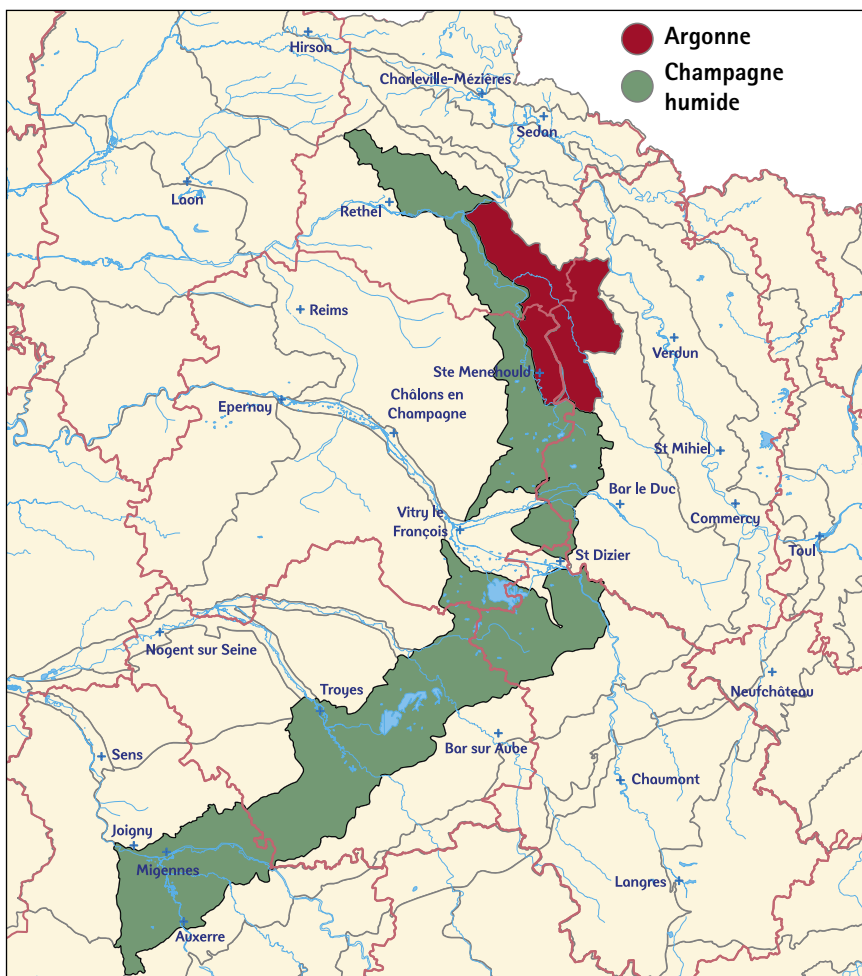 Argonne
Champagne
humide
Hirson
Charleville-Mézières
Sedan
Laon
Rethel
Reims
Verdun
Ste Menehould
Epernay
Châlons en
Champagne
St Mihiel
Bar le Duc
Commercy
Vitry le
François
Toul
St Dizier
Nogent sur Seine
Troyes
Neufchâteau
Bar sur Aube
Sens
Chaumont
Joigny
Migennes
Langres
Auxerre